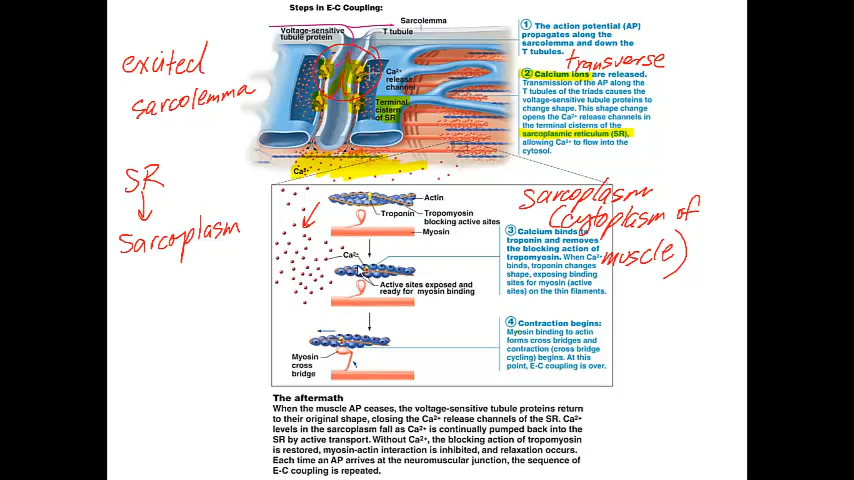 Steps in E-C Coupling:
Sarcolemma
Voltage-sensitive
tubule protein
T tubule
Ca²⁺
release
channel
Terminal
cistern
of SR
Ca²⁺
excited
sarcolemma
SR
↓
Sarcoplasm
① The action potential (AP)
propagates along the
sarcolemma and down the
T tubules.
transverse
② Calcium ions are released.
Transmission of the AP along the
T tubules of the triads causes the
voltage-sensitive tubule proteins to
change shape. This shape change
opens the Ca²⁺ release channels in
the terminal cisterns of the
sarcoplasmic reticulum (SR),
allowing Ca²⁺ to flow into the
cytosol.
sarcoplasm
(cytoplasm of
muscle)
Actin
Troponin
Tropomyosin
blocking active sites
Myosin
Ca²⁺
Active sites exposed and
ready for myosin binding
Myosin
cross
bridge
③ Calcium binds to
troponin and removes
the blocking action of
tropomyosin. When Ca²⁺
binds, troponin changes
shape, exposing binding
sites for myosin (active
sites) on the thin filaments.
④ Contraction begins:
Myosin binding to actin
forms cross bridges and
contraction (cross bridge
cycling) begins. At this
point, E-C coupling is over.
The aftermath
When the muscle AP ceases, the voltage-sensitive tubule proteins return
to their original shape, closing the Ca²⁺ release channels of the SR. Ca²⁺
levels in the sarcoplasm fall as Ca²⁺ is continually pumped back into the
SR by active transport. Without Ca²⁺, the blocking action of tropomyosin
is restored, myosin-actin interaction is inhibited, and relaxation occurs.
Each time an AP arrives at the neuromuscular junction, the sequence of
E-C coupling is repeated.